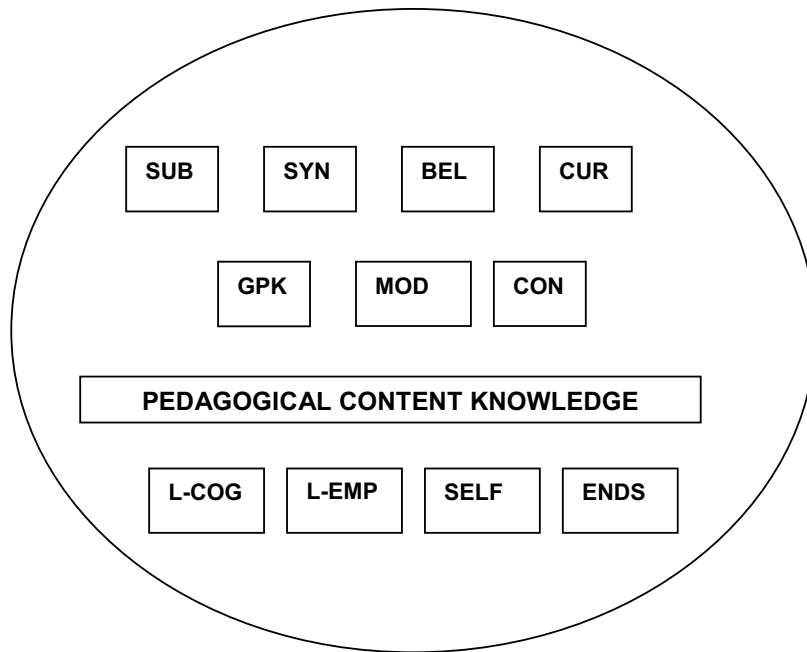 SUB SYN BEL CUR
GPK MOD CON
PEDAGOGICAL CONTENT KNOWLEDGE
L-COG L-EMP SELF ENDS